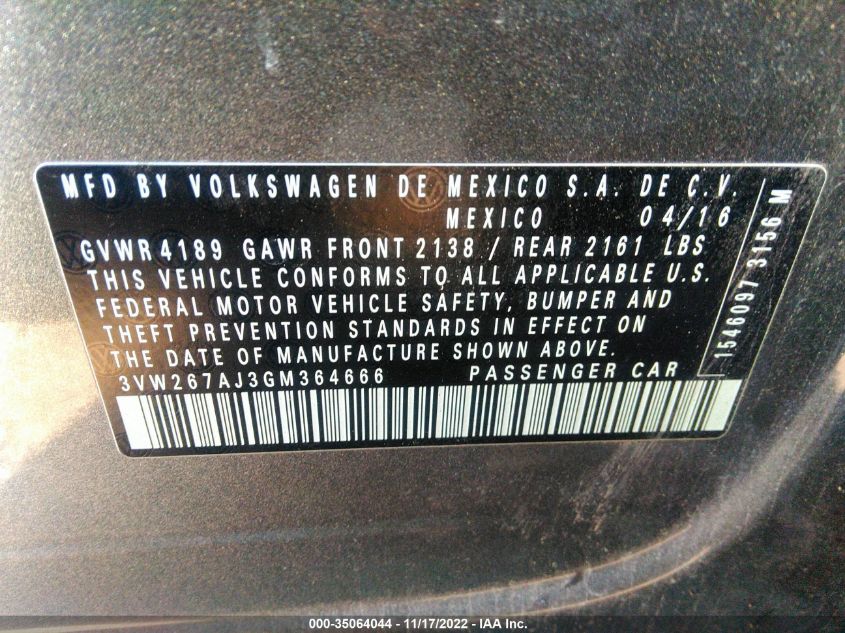 MFD BY VOLKSWAGEN DE MEXICO S.A. DE C.V.
MEXICO 04/16
GVWR 4189 GAWR FRONT 2138 / REAR 2161 LBS
THIS VEHICLE CONFORMS TO ALL APPLICABLE U.S.
FEDERAL MOTOR VEHICLE SAFETY, BUMPER AND
THEFT PREVENTION STANDARDS IN EFFECT ON
THE DATE OF MANUFACTURE SHOWN ABOVE.
3VW267AJ3GM364666 PASSENGER CAR
1546097 3156 M
000-35064044 - 11/17/2022 - IAA Inc.